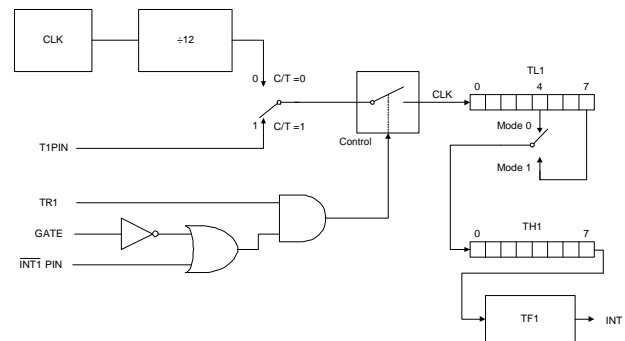 CLK
÷12
TL1
0 C/T =0
0 4 7
CLK
1 C/T =1
Mode 0
Control
T1PIN
Mode 1
TR1
GATE
TH1
0 7
INT1 PIN
TF1
INT